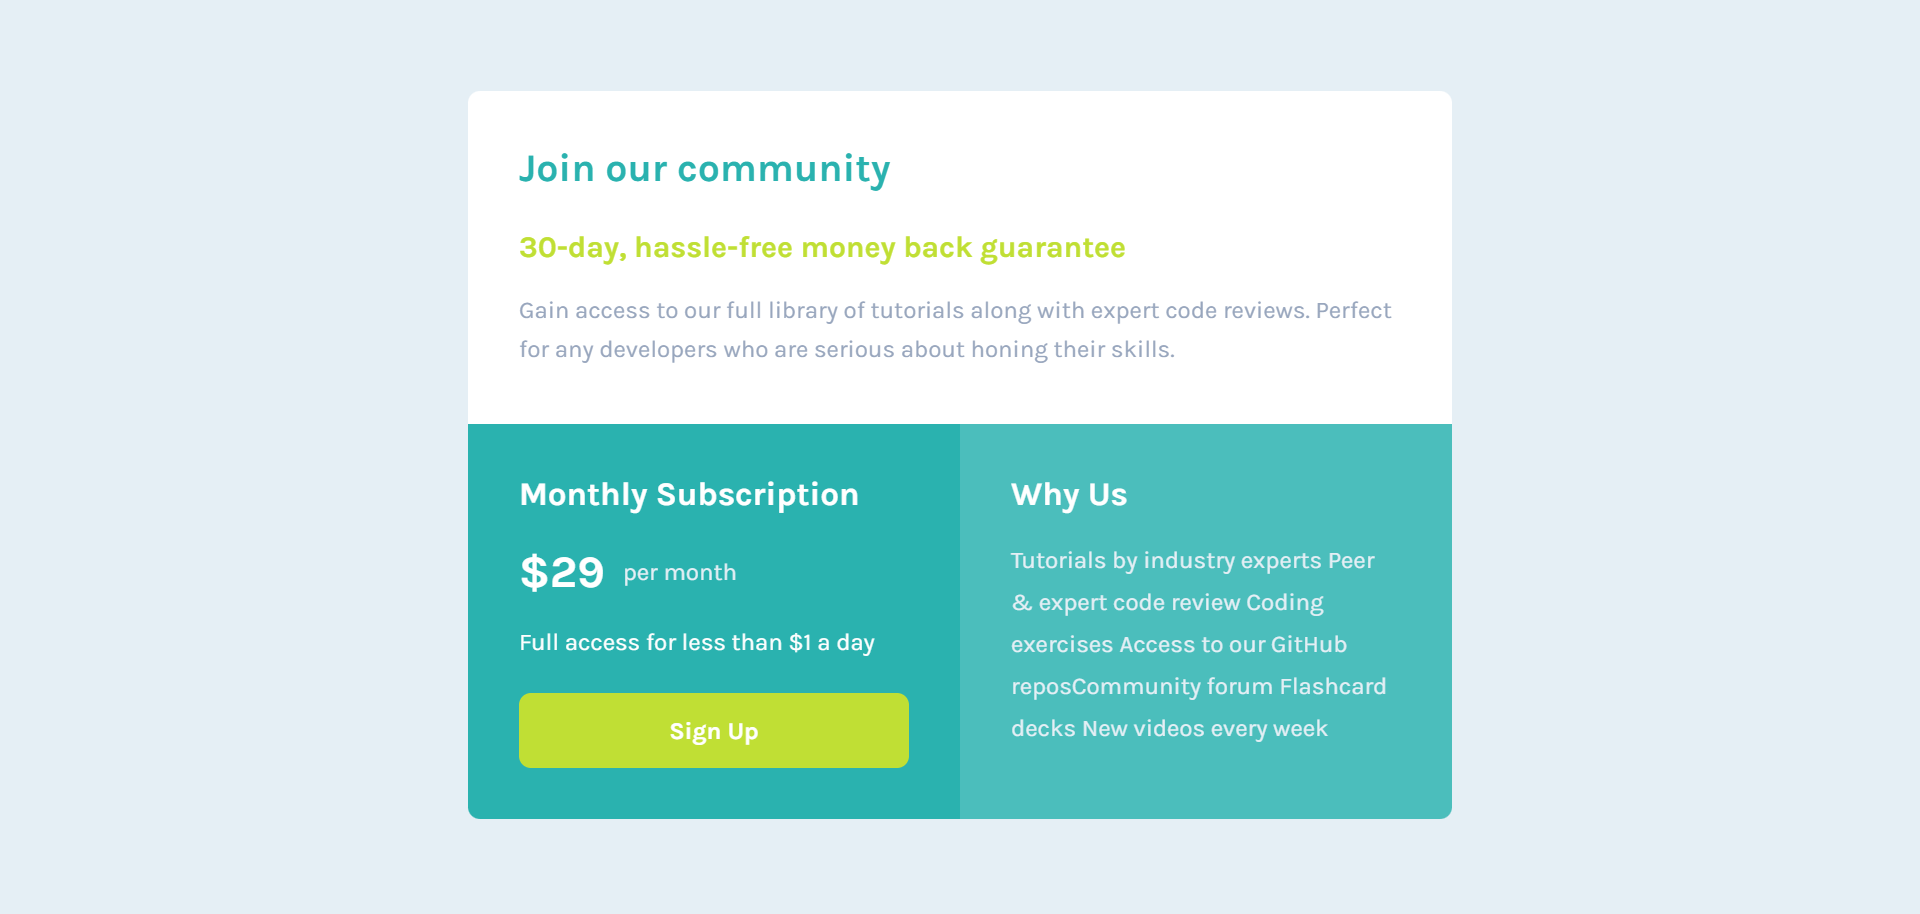 Join our community
30-day, hassle-free money back guarantee
Gain access to our full library of tutorials along with expert code reviews. Perfect
for any developers who are serious about honing their skills.
Monthly Subscription
$29 per month
Full access for less than $1 a day
Sign Up
Why Us
Tutorials by industry experts Peer
& expert code review Coding
exercises Access to our GitHub
reposCommunity forum Flashcard
decks New videos every week